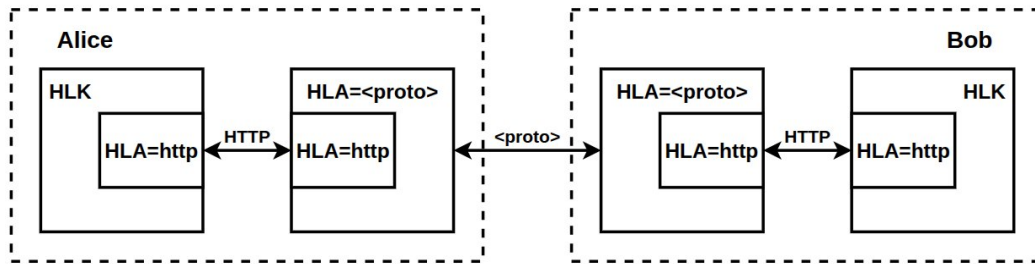 Alice
Bob
HLK
HLA=<proto>
HLA=<proto>
HLK
<proto>
HLA=http
HTTP
HLA=http
HLA=http
HTTP
HLA=http